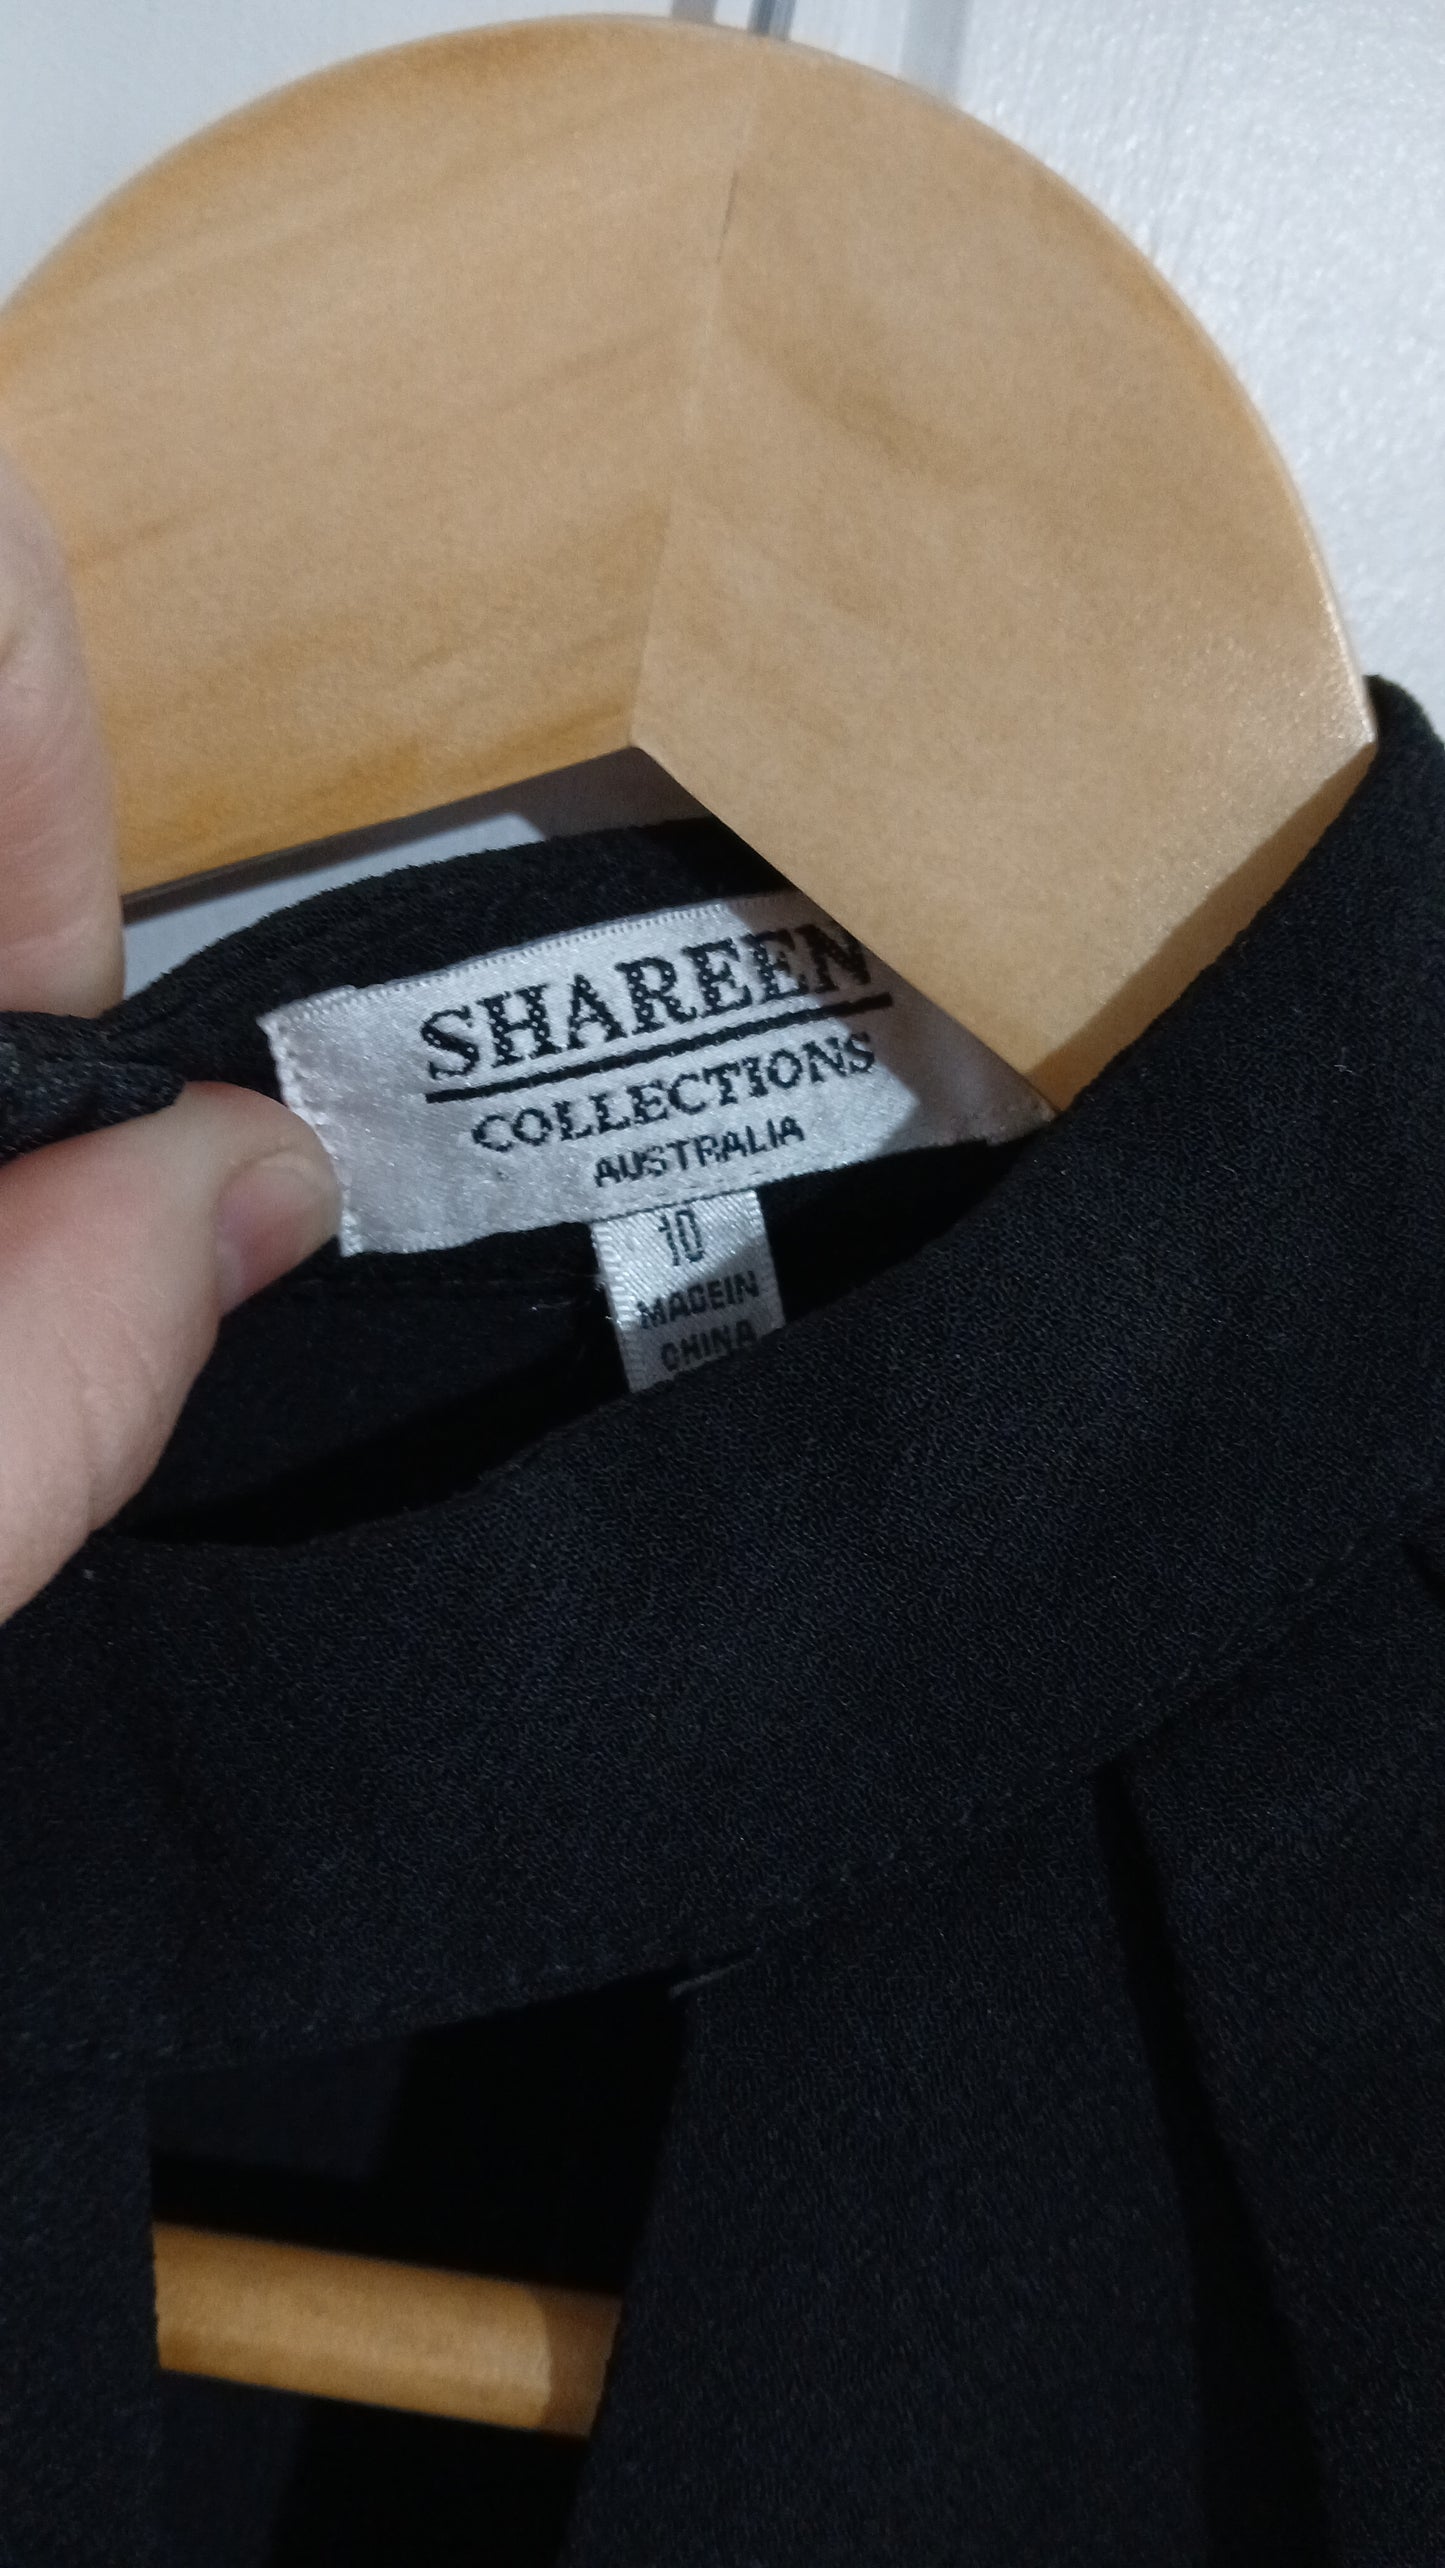 SHAREEN
COLLECTIONS
AUSTRALIA
10
MADE IN
CHINA